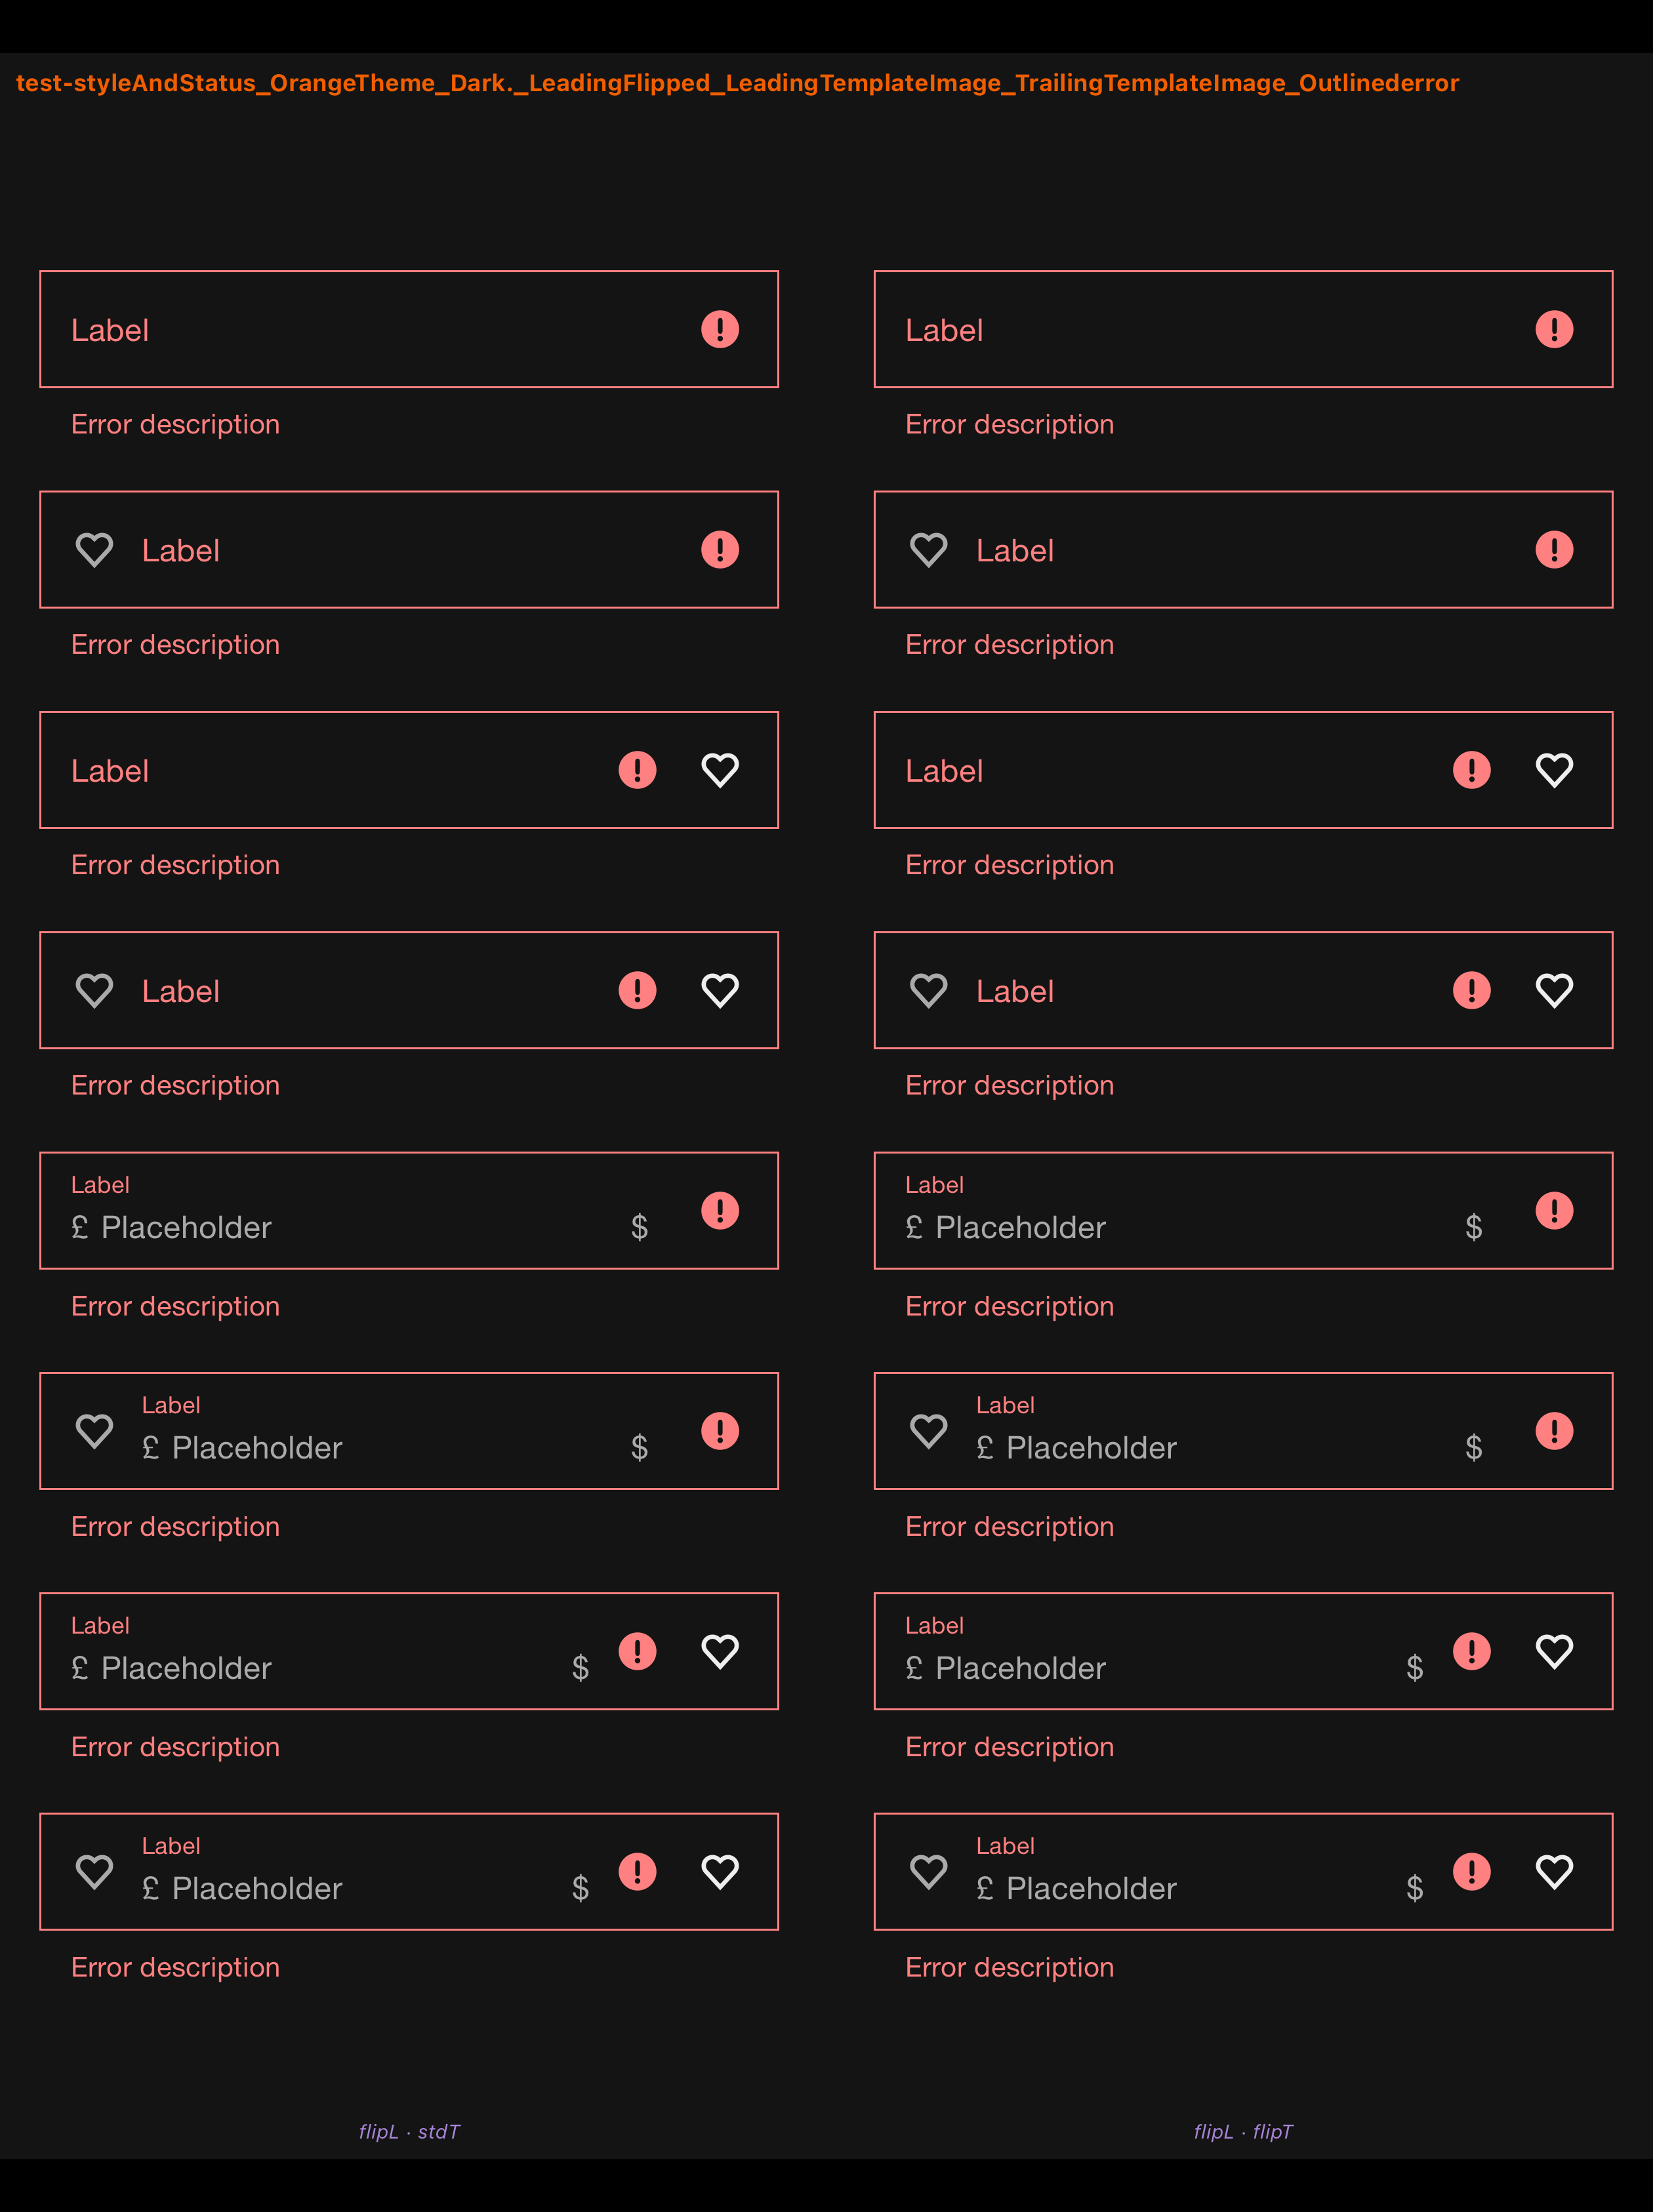 test-styleAndStatus_OrangeTheme_Dark._LeadingFlipped_LeadingTemplateImage_TrailingTemplateImage_Outlinederror
Label
Label
Error description
Error description
Label
Label
Error description
Error description
Label
Label
Error description
Error description
Label
Label
Error description
Error description
Label
Label
£ Placeholder $
£ Placeholder $
Error description
Error description
Label
Label
£ Placeholder $
£ Placeholder $
Error description
Error description
Label
Label
£ Placeholder $
£ Placeholder $
Error description
Error description
Label
Label
£ Placeholder $
£ Placeholder $
Error description
Error description
flipL · stdT
flipL · flipT